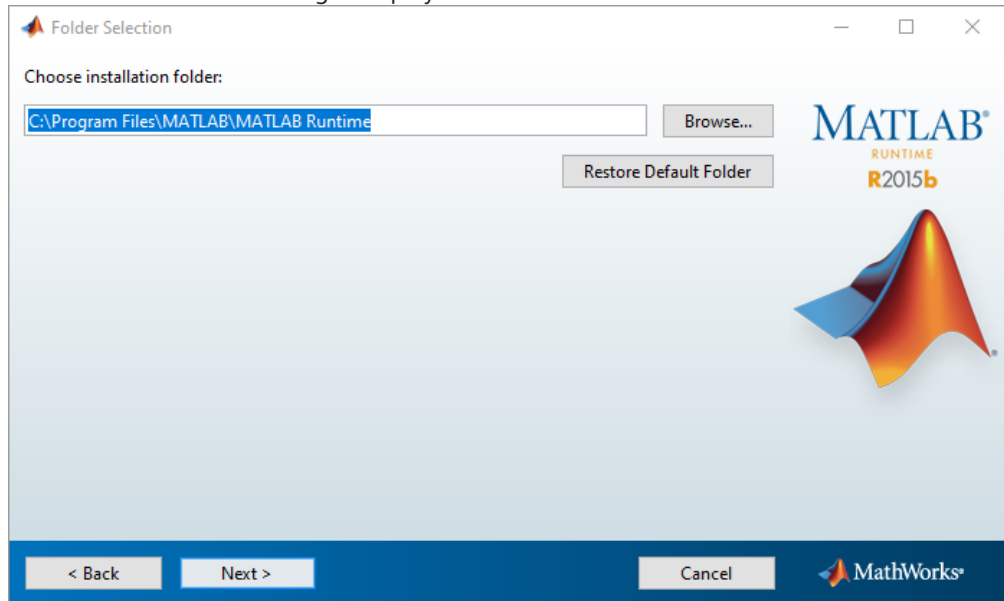 Folder Selection
Choose installation folder:
C:\Program Files\MATLAB\MATLAB Runtime
Browse...
Restore Default Folder
MATLAB®
RUNTIME
R2015b
< Back
Next >
Cancel
MathWorks®